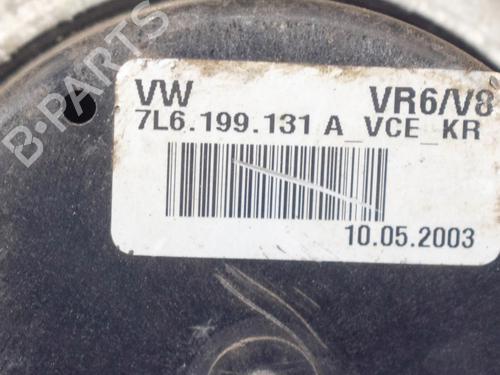 B-PARTS
VW VR6/V8
7L6.199.131 A_VCE_KR
10.05.2003